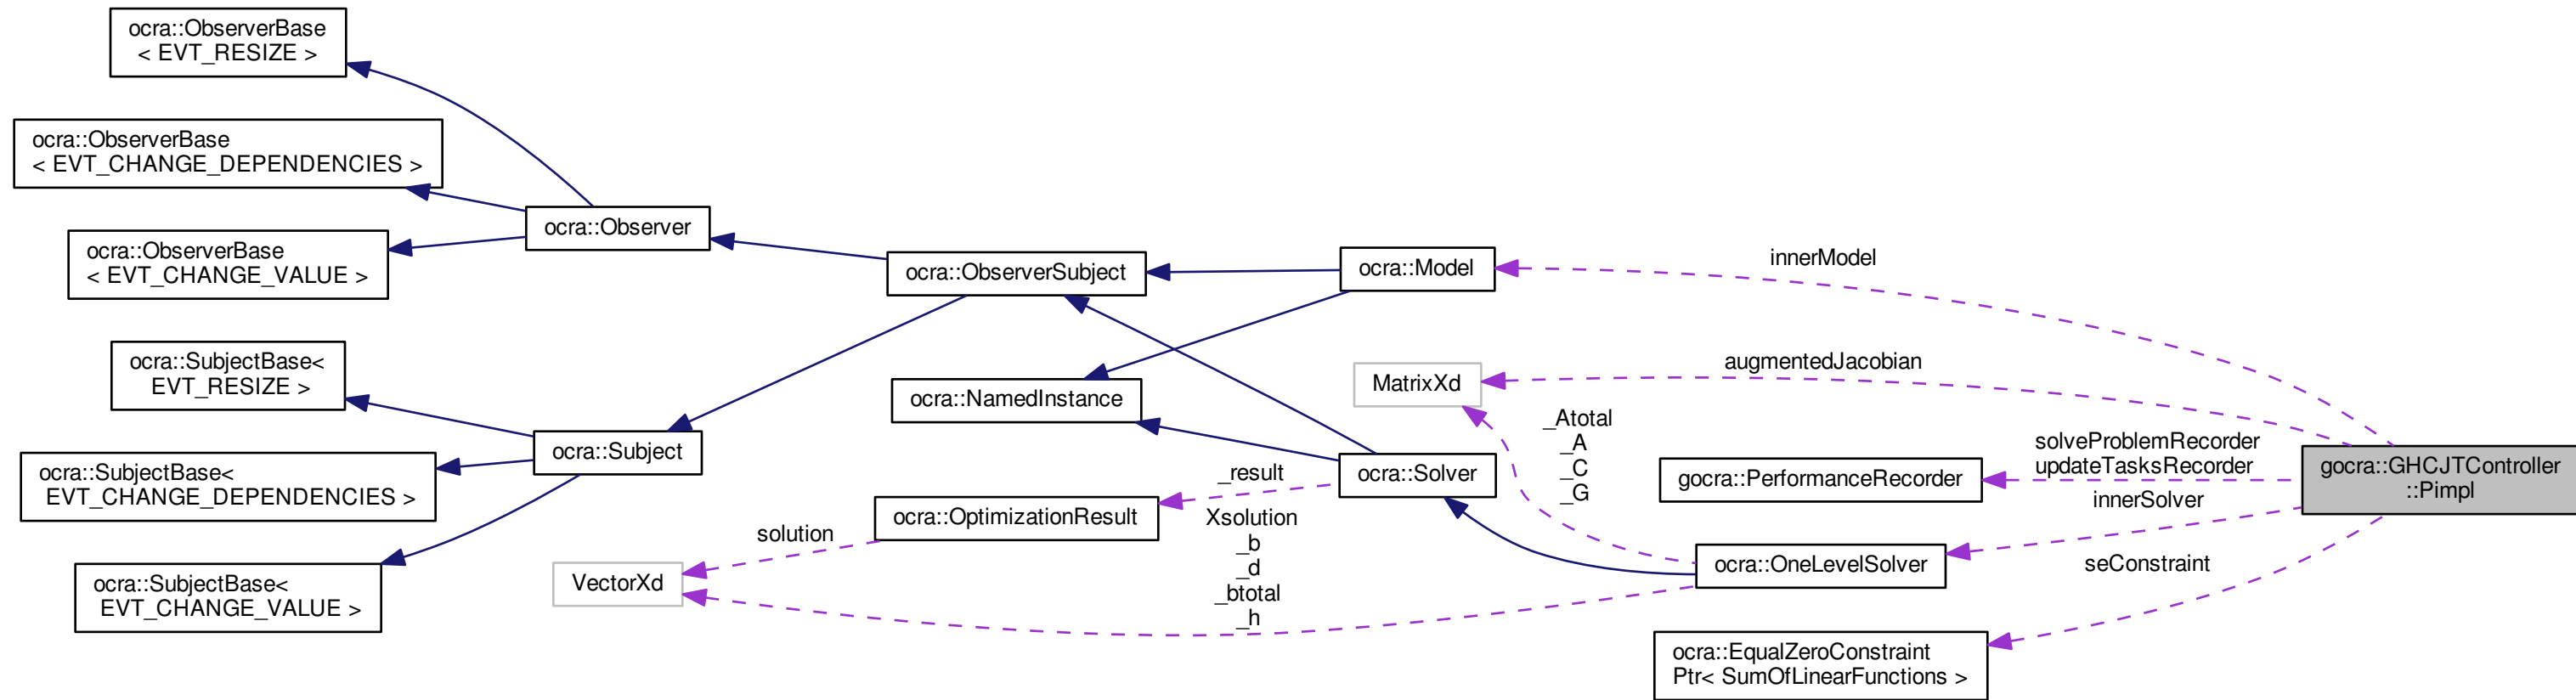 ocra::ObserverBase
< EVT_RESIZE >
ocra::ObserverBase
< EVT_CHANGE_DEPENDENCIES >
ocra::ObserverBase
< EVT_CHANGE_VALUE >
ocra::SubjectBase<
EVT_RESIZE >
ocra::SubjectBase<
EVT_CHANGE_DEPENDENCIES >
ocra::SubjectBase<
EVT_CHANGE_VALUE >
ocra::Observer
ocra::Subject
solution
VectorXd
ocra::ObserverSubject
ocra::NamedInstance
ocra::OptimizationResult
_result
Xsolution
_b
_d
_btotal
_h
ocra::Model
MatrixXd
ocra::Solver
_Atotal
_A
_C
_G
innerModel
augmentedJacobian
gocra::PerformanceRecorder
ocra::OneLevelSolver
ocra::EqualZeroConstraint
Ptr< SumOfLinearFunctions >
solveProblemRecorder
updateTasksRecorder
innerSolver
seConstraint
gocra::GHCJTController
::Pimpl